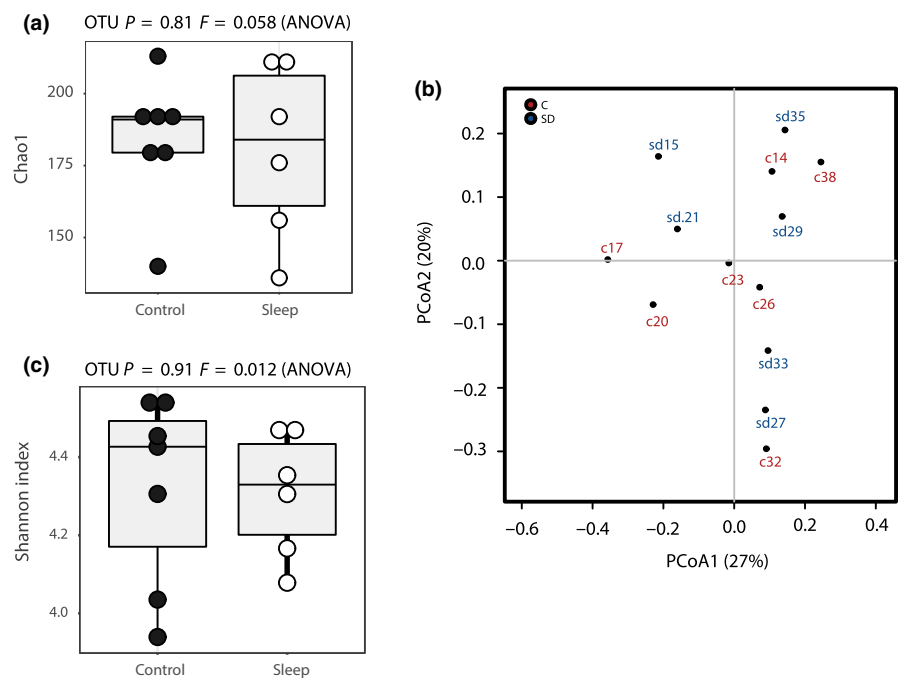 (a)
OTU P = 0.81 F = 0.058 (ANOVA)
Chao1
200
175
150
Control Sleep
(b)
C
SD
PCoA2 (20%)
0.2
0.1
0.0
−0.1
−0.2
−0.3
sd35
sd15
c14
c38
sd.21
sd29
c17
c23
c26
c20
sd33
sd27
c32
−0.6 −0.4 −0.2 0.0 0.2 0.4
PCoA1 (27%)
(c)
OTU P = 0.91 F = 0.012 (ANOVA)
Shannon index
4.4
4.2
4.0
Control Sleep